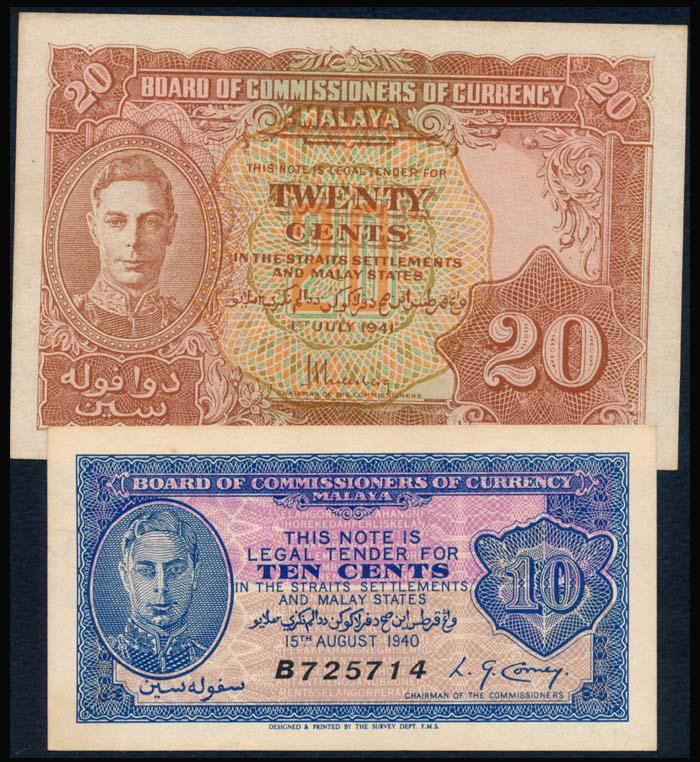 20
20
BOARD OF COMMISSIONERS OF CURRENCY
MALAYA
THIS NOTE IS LEGAL TENDER FOR
TWENTY
CENTS
20
IN THE STRAITS SETTLEMENTS
AND MALAY STATES
1ST JULY 1941
CHAIRMAN OF THE COMMISSIONERS
دوا ڤوله
سين
20
BOARD OF COMMISSIONERS OF CURRENCY
MALAYA
THIS NOTE IS
LEGAL TENDER FOR
TEN CENTS
IN THE STRAITS SETTLEMENTS
AND MALAY STATES
15TH AUGUST 1940
10
سڤوله سين
B725714
CHAIRMAN OF THE COMMISSIONERS
DESIGNED & PRINTED BY THE SURVEY DEPT. F.M.S.